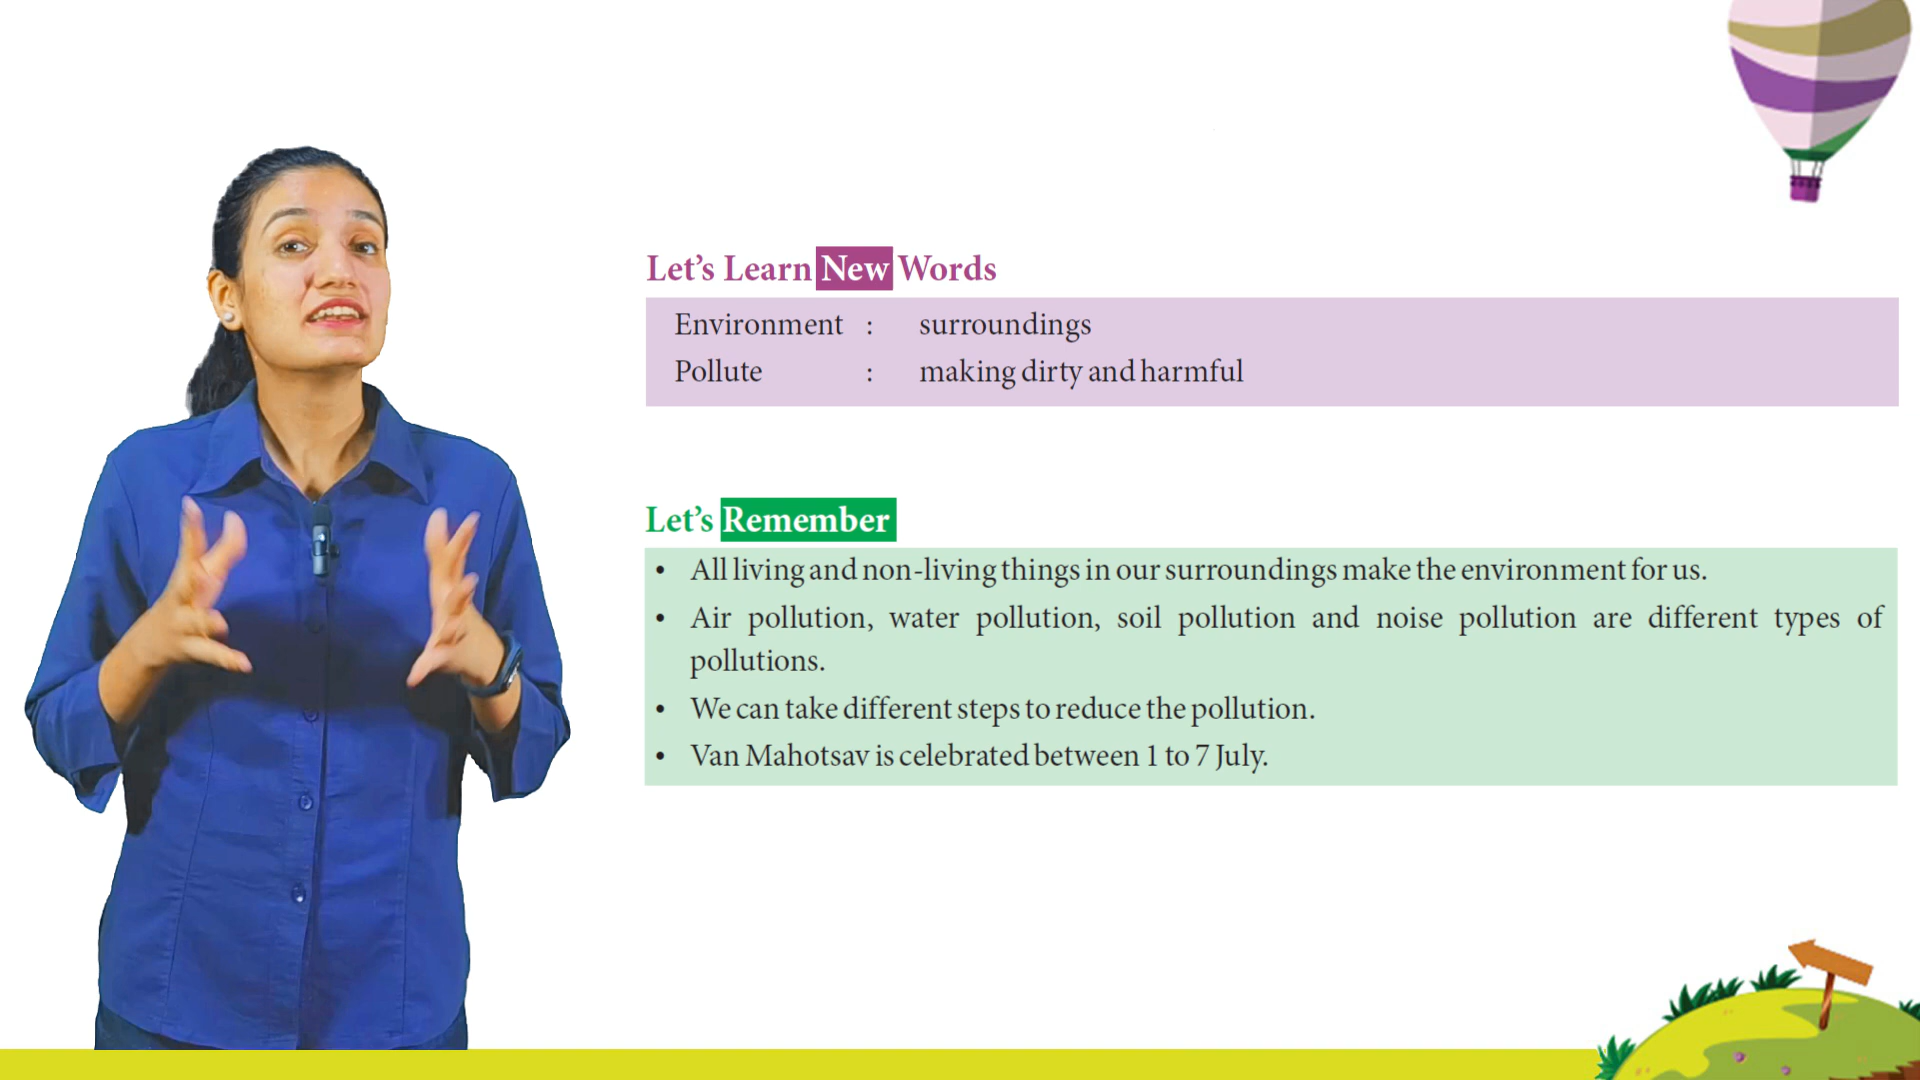 Let’s Learn New Words
Environment : surroundings
Pollute : making dirty and harmful
Let’s Remember
• All living and non-living things in our surroundings make the environment for us.
• Air pollution, water pollution, soil pollution and noise pollution are different types of
pollutions.
• We can take different steps to reduce the pollution.
• Van Mahotsav is celebrated between 1 to 7 July.